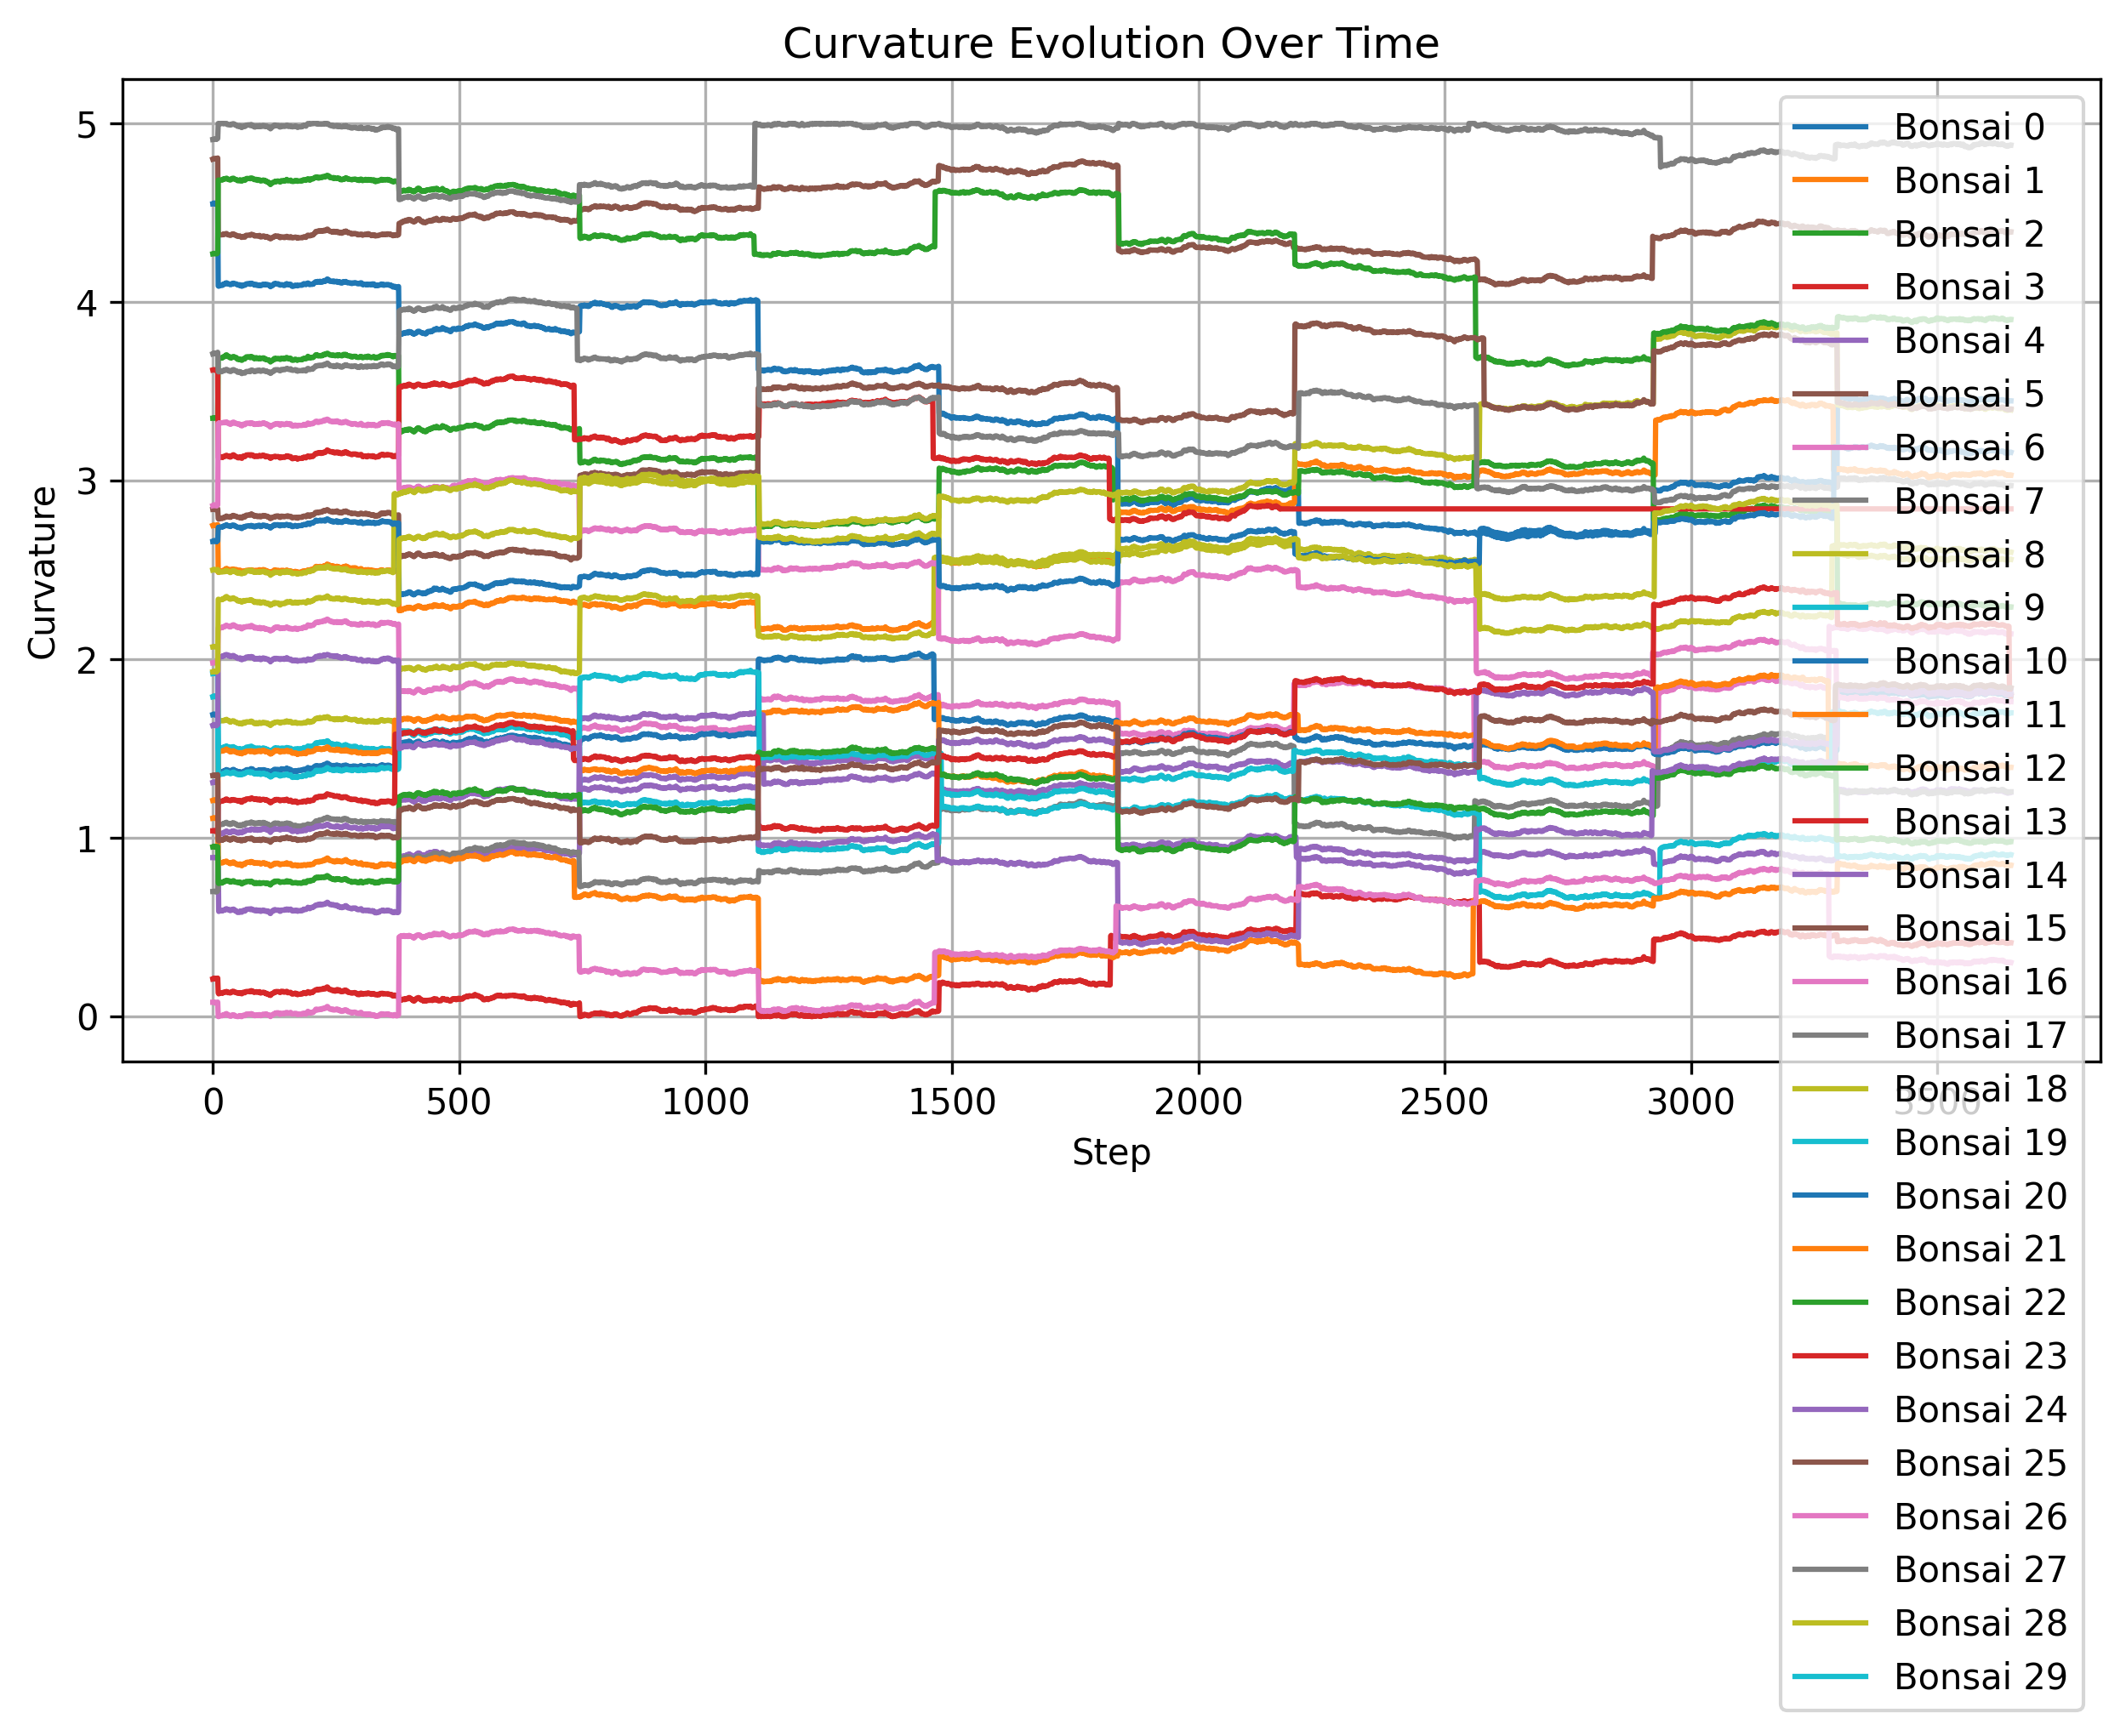 Curvature Evolution Over Time
5
4
3
2
1
0
Curvature
0
500
1000
1500
2000
2500
3000
3500
Step
Bonsai 0
Bonsai 1
Bonsai 2
Bonsai 3
Bonsai 4
Bonsai 5
Bonsai 6
Bonsai 7
Bonsai 8
Bonsai 9
Bonsai 10
Bonsai 11
Bonsai 12
Bonsai 13
Bonsai 14
Bonsai 15
Bonsai 16
Bonsai 17
Bonsai 18
Bonsai 19
Bonsai 20
Bonsai 21
Bonsai 22
Bonsai 23
Bonsai 24
Bonsai 25
Bonsai 26
Bonsai 27
Bonsai 28
Bonsai 29